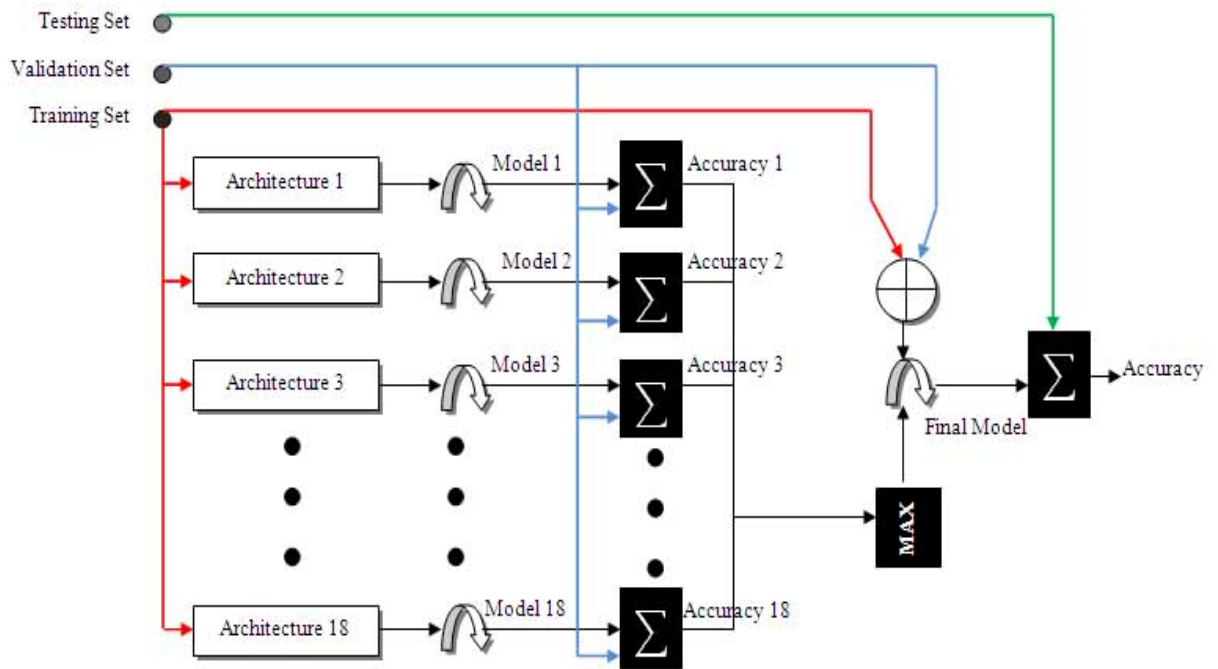 Testing Set
Validation Set
Training Set
Architecture 1
Model 1
∑
Accuracy 1
Architecture 2
Model 2
∑
Accuracy 2
Architecture 3
Model 3
∑
Accuracy 3
∑
Accuracy
Final Model
MAX
Architecture 18
Model 18
∑
Accuracy 18